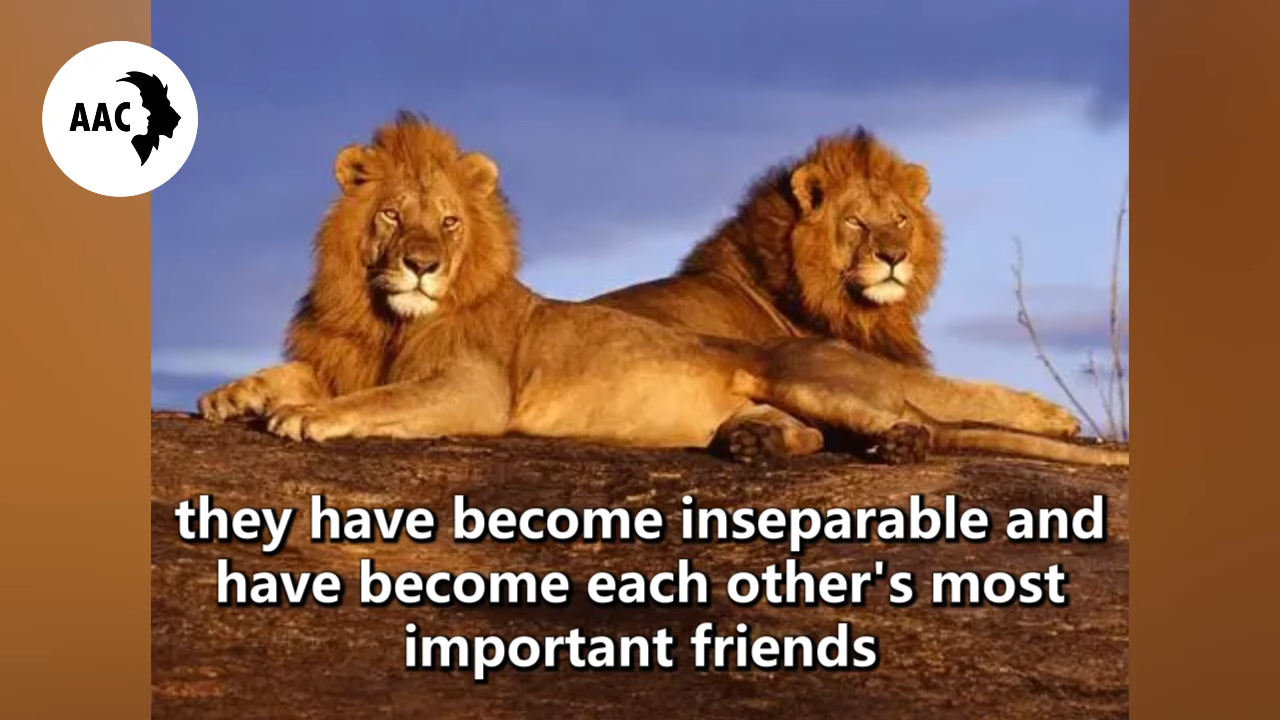 AAC
they have become inseparable and
have become each other's most
important friends